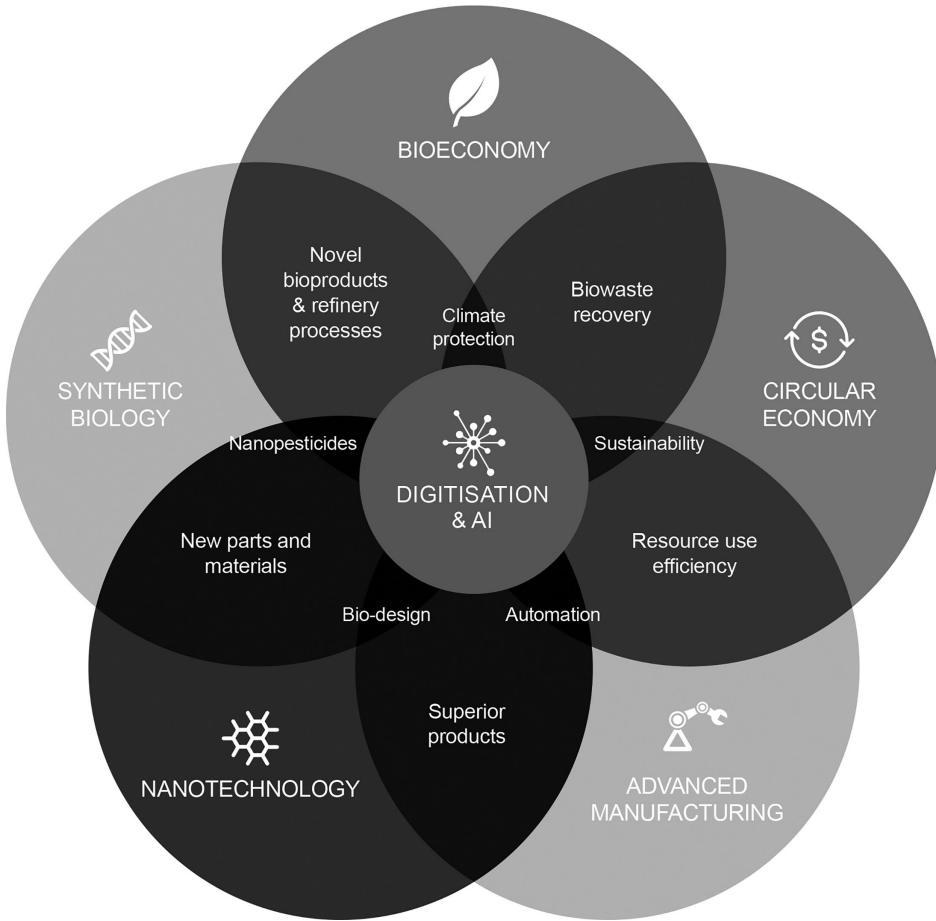 BIOECONOMY
Novel
bioproducts
& refinery
processes
Climate
protection
Biowaste
recovery
SYNTHETIC
BIOLOGY
$
CIRCULAR
ECONOMY
Nanopesticides
Sustainability
DIGITISATION
& AI
New parts and
materials
Resource use
efficiency
Bio-design
Automation
Superior
products
NANOTECHNOLOGY
ADVANCED
MANUFACTURING